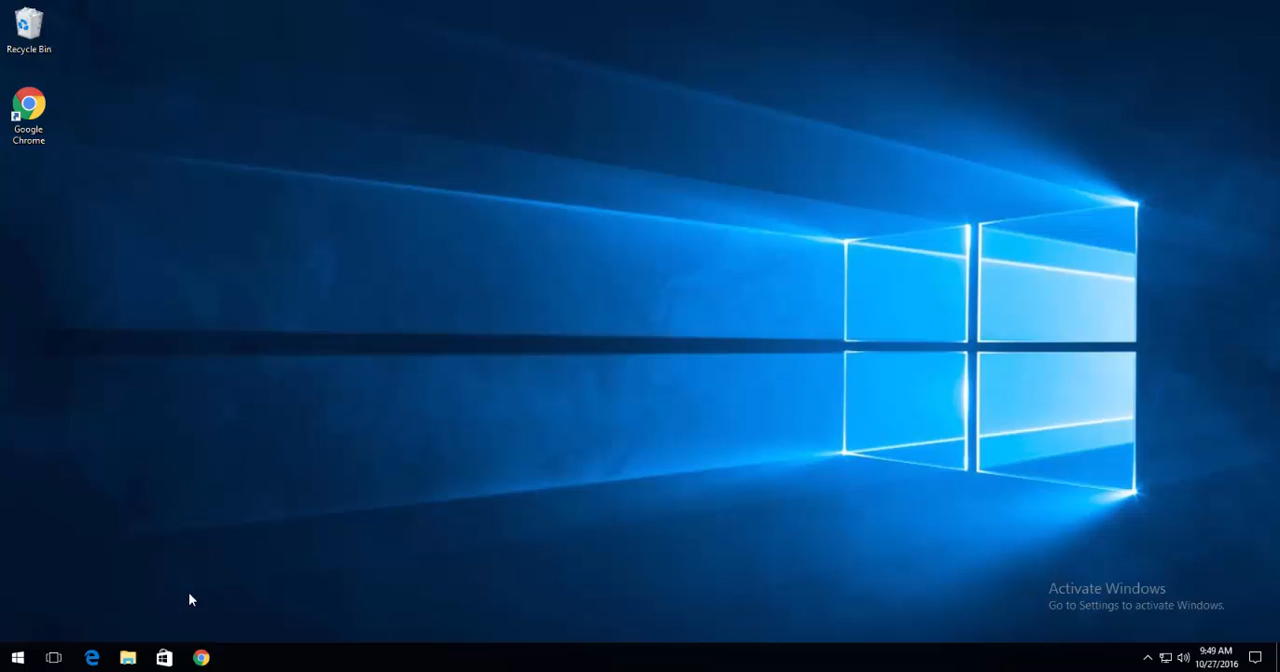 Recycle Bin
Google
Chrome
Activate Windows
Go to Settings to activate Windows.
9:49 AM
10/27/2016